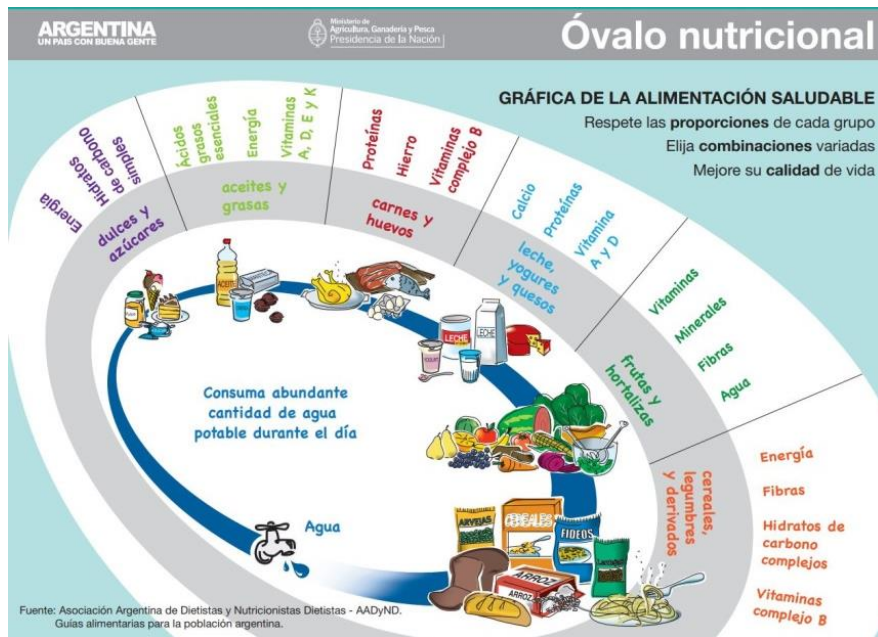 ARGENTINA
UN PAIS CON BUENA GENTE
Ministerio de
Agricultura, Ganadería y Pesca
Presidencia de la Nación
Óvalo nutricional
GRÁFICA DE LA ALIMENTACIÓN SALUDABLE
Respete las proporciones de cada grupo
Elija combinaciones variadas
Mejore su calidad de vida
Energía
Hidratos
de carbono
simples
dulces y
azúcares
Ácidos
grasos
esenciales
Energía
Vitaminas
A, D, E y K
aceites y
grasas
Proteínas
Hierro
Vitaminas
complejo B
carnes y
huevos
Calcio
Proteínas
Vitamina
A y D
leche,
yogures
y quesos
Vitaminas
Minerales
Fibras
Agua
frutas y
hortalizas
Energía
Fibras
Hidratos de
carbono
complejos
Vitaminas
complejo B
cereales,
legumbres
y derivados
ACEITE
LECHE
LECHE
Consuma abundante
cantidad de agua
potable durante el día
Agua
ARVEJAS
CEREALES
FIDEOS
ARROZ
ARROZ
Fuente: Asociación Argentina de Dietistas y Nutricionistas Dietistas - AADyND.
Guías alimentarias para la población argentina.